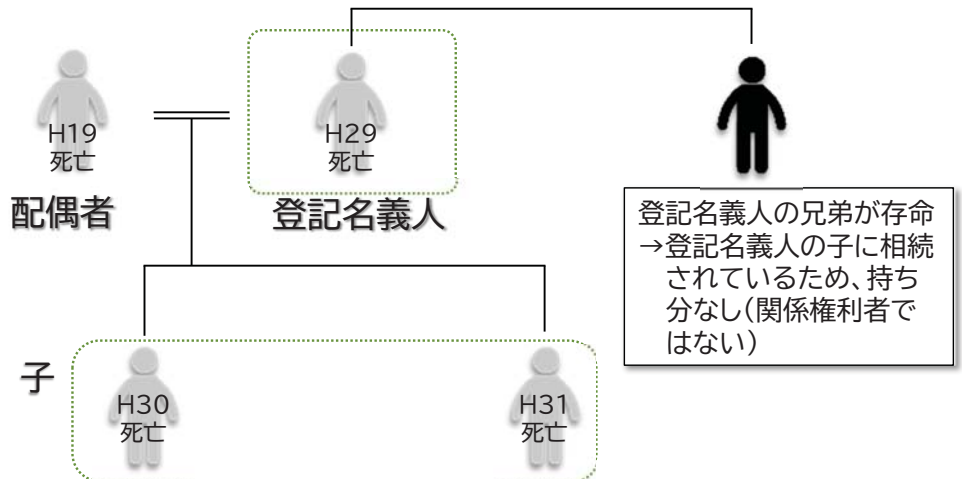 H19
死亡
H29
死亡
配偶者
登記名義人
登記名義人の兄弟が存命
→登記名義人の子に相続
されているため、持ち
分なし(関係権利者で
はない)
子
H30
死亡
H31
死亡